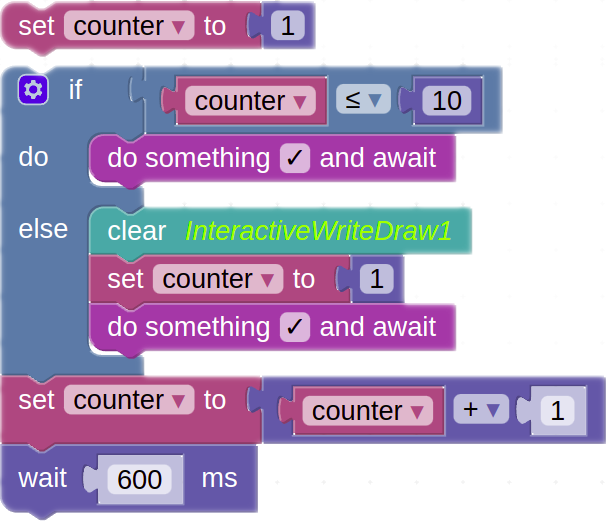 set counter ▾ to 1
if counter ▾ ≤ ▾ 10
do do something ✓ and await
else clear InteractiveWriteDraw1
set counter ▾ to 1
do something ✓ and await
set counter ▾ to counter ▾ + ▾ 1
wait 600 ms